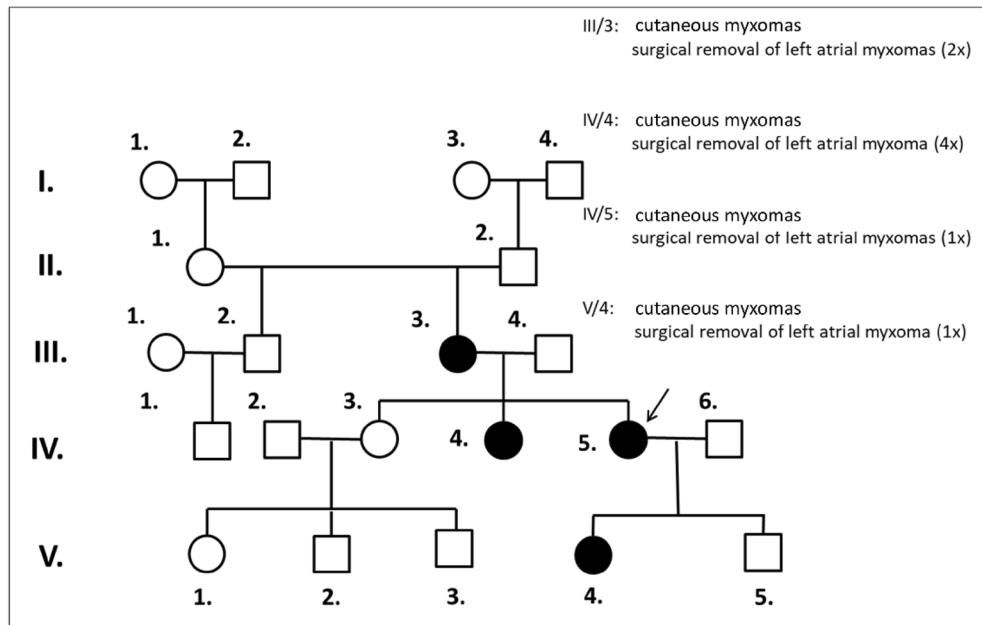 III/3: cutaneous myxomas
surgical removal of left atrial myxomas (2x)
IV/4: cutaneous myxomas
surgical removal of left atrial myxoma (4x)
IV/5: cutaneous myxomas
surgical removal of left atrial myxomas (1x)
V/4: cutaneous myxomas
surgical removal of left atrial myxoma (1x)
1. 2. 3. 4.
I.
1. 2.
II.
1. 2. 3. 4.
III.
1. 2. 3. 6.
IV. 4. 5.
V.
1. 2. 3. 4. 5.